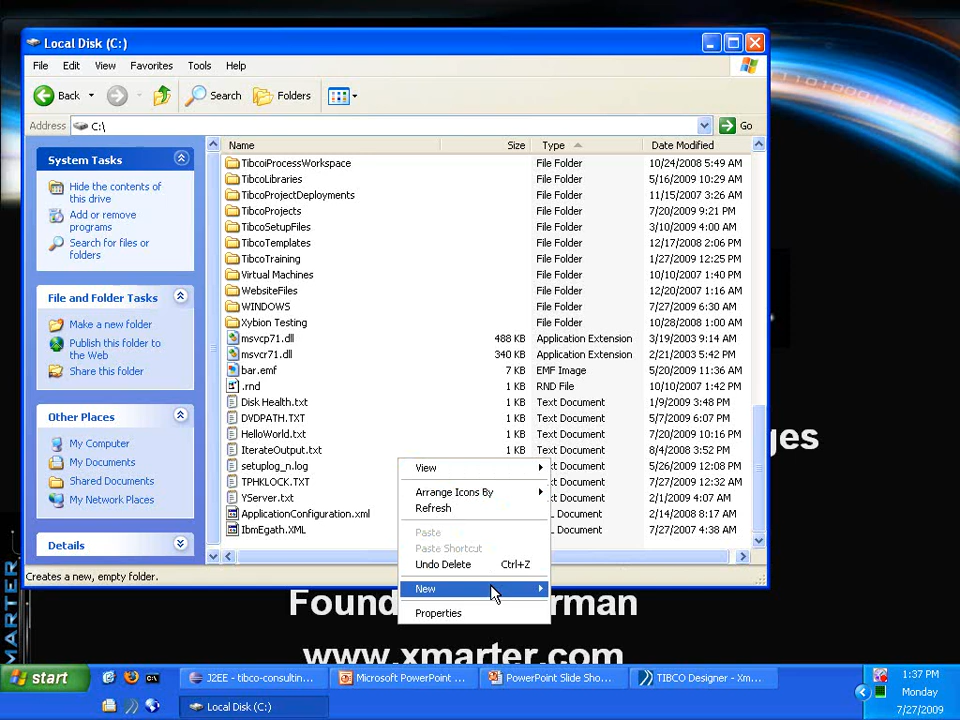 Local Disk (C:)
File Edit View Favorites Tools Help
Back Search Folders
Address C:\ Go
Name Size Type Date Modified
System Tasks
Hide the contents of
this drive
Add or remove
programs
Search for files or
folders
File and Folder Tasks
Make a new folder
Publish this folder to
the Web
Share this folder
Other Places
My Computer
My Documents
Shared Documents
My Network Places
Details
TibcoiProcessWorkspace File Folder 10/24/2008 5:49 AM
TibcoLibraries File Folder 5/16/2009 10:29 AM
TibcoProjectDeployments File Folder 11/15/2007 3:26 AM
TibcoProjects File Folder 7/20/2009 9:21 PM
TibcoSetupFiles File Folder 3/10/2009 4:00 AM
TibcoTemplates File Folder 12/17/2008 2:06 PM
TibcoTraining File Folder 1/27/2009 12:25 PM
Virtual Machines File Folder 10/10/2007 1:40 PM
WebsiteFiles File Folder 12/20/2007 1:16 AM
WINDOWS File Folder 7/27/2009 6:30 AM
Xybion Testing File Folder 10/28/2008 1:00 AM
msvcp71.dll 488 KB Application Extension 3/19/2003 9:14 AM
msvcr71.dll 340 KB Application Extension 2/21/2003 5:42 PM
bar.emf 7 KB EMF Image 5/20/2009 11:36 AM
.rnd 1 KB RND File 10/10/2007 1:42 PM
Disk Health.txt 1 KB Text Document 1/9/2009 3:48 PM
DVDPATH.TXT 1 KB Text Document 5/7/2009 6:07 PM
HelloWorld.txt 1 KB Text Document 7/20/2009 10:16 PM
IterateOutput.txt 1 KB Text Document 8/4/2008 3:52 PM
setuplog_n.log 5/26/2009 12:08 PM
TPHKLOCK.TXT 7/27/2009 12:32 AM
YServer.txt 2/1/2009 4:07 AM
ApplicationConfiguration.xml 2/14/2008 8:17 AM
IbmEgath.XML 7/27/2007 4:38 AM
View
Arrange Icons By
Refresh
Paste
Paste Shortcut
Undo Delete Ctrl+Z
New
Properties
Creates a new, empty folder.
ges
Found rman
www.xmarter.com
MARTER
start J2EE - tibco-consultin... Microsoft PowerPoint ... PowerPoint Slide Sho... TIBCO Designer - Xm... 1:37 PM
Monday
Local Disk (C:) 7/27/2009